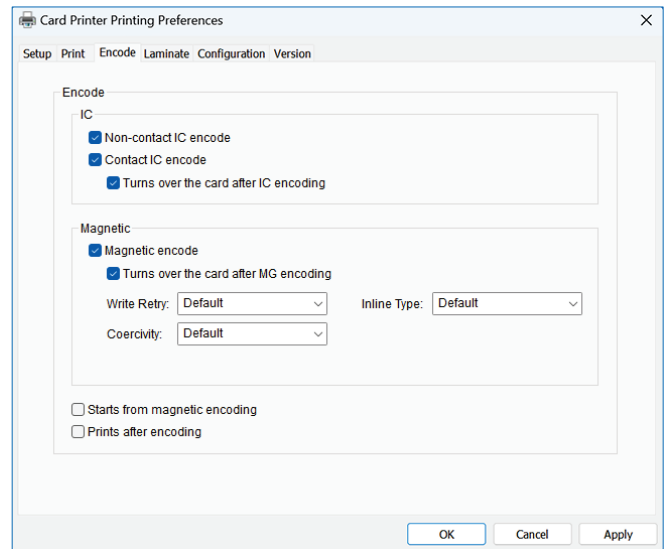 Card Printer Printing Preferences
Setup Print Encode Laminate Configuration Version
Encode
IC
Non-contact IC encode
Contact IC encode
Turns over the card after IC encoding
Magnetic
Magnetic encode
Turns over the card after MG encoding
Write Retry: Default Inline Type: Default
Coercivity: Default
Starts from magnetic encoding
Prints after encoding
OK Cancel Apply